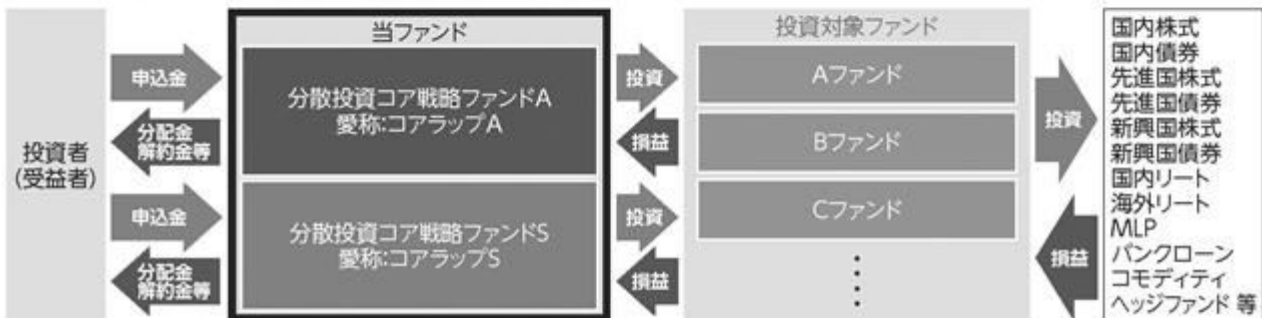 投資者
(受益者)
申込金
分配金
解約金等
申込金
分配金
解約金等
当ファンド
分散投資コア戦略ファンドA
愛称:コアラップA
分散投資コア戦略ファンドS
愛称:コアラップS
投資
損益
投資
損益
投資対象ファンド
Aファンド
Bファンド
Cファンド
投資
損益
国内株式
国内債券
先進国株式
先進国債券
新興国株式
新興国債券
国内リート
海外リート
MLP
バンクローン
コモディティ
ヘッジファンド 等